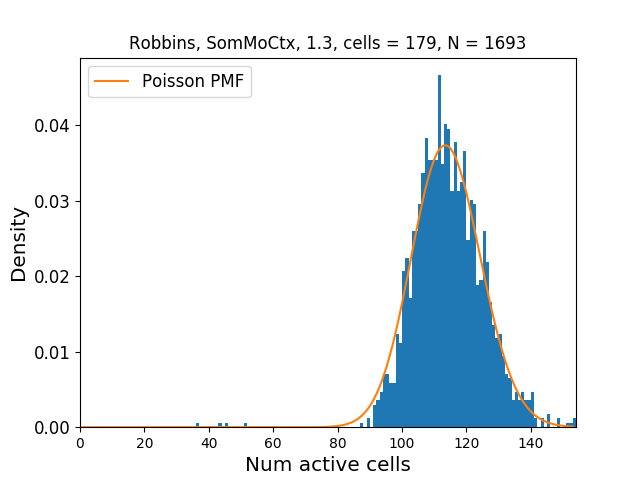 Robbins, SomMoCtx, 1.3, cells = 179, N = 1693
Poisson PMF
Density
0.04
0.03
0.02
0.01
0.00
0 20 40 60 80 100 120 140
Num active cells